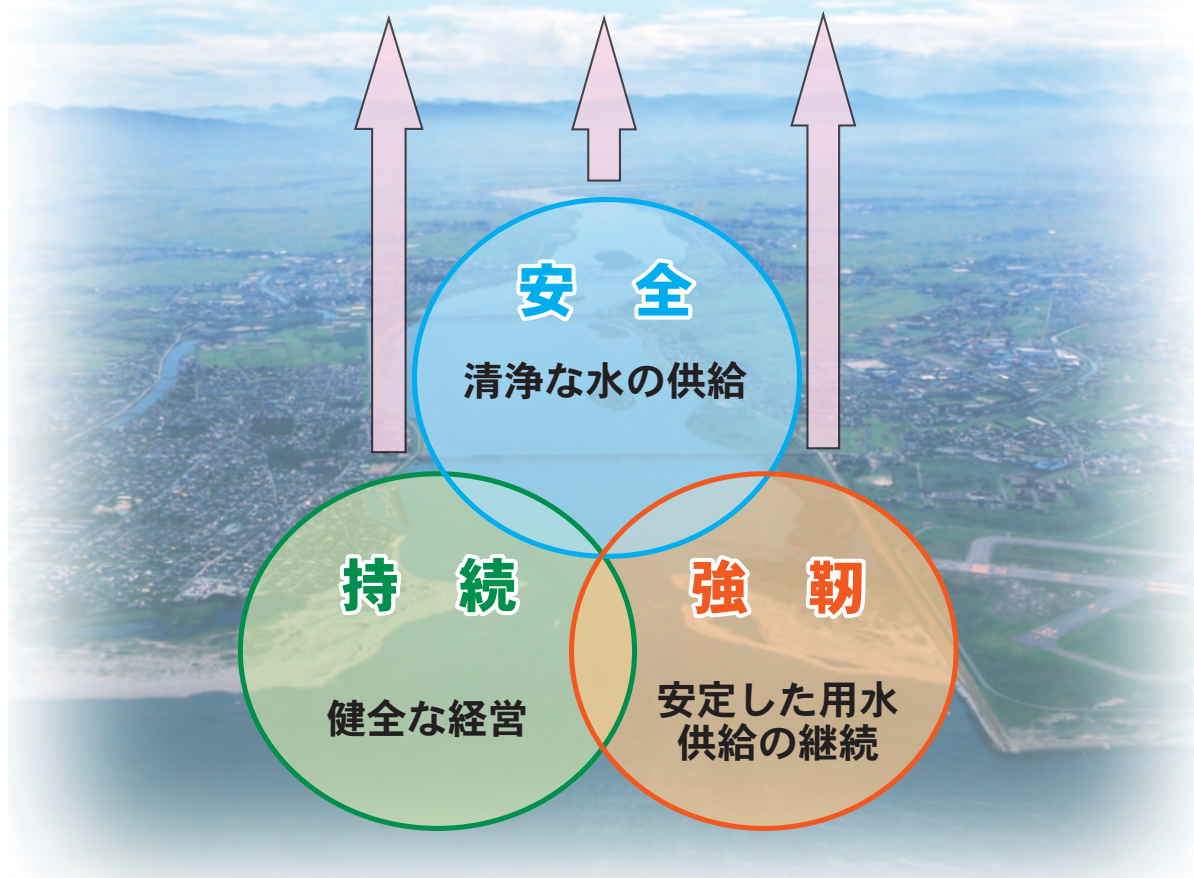 安 全
清浄な水の供給
持 続
健全な経営
強 靭
安定した用水
供給の継続